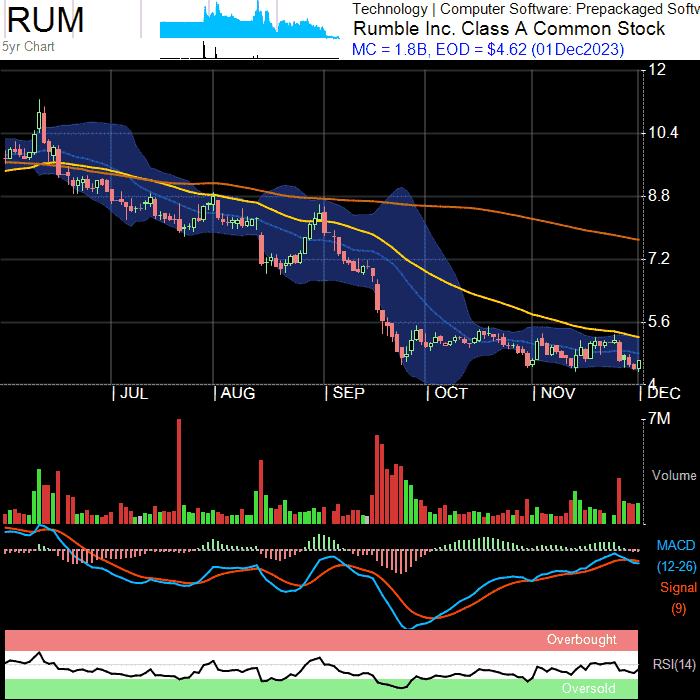 RUM
5yr Chart
Technology | Computer Software: Prepackaged Softw
Rumble Inc. Class A Common Stock
MC = 1.8B, EOD = $4.62 (01Dec2023)
12
10.4
8.8
7.2
5.6
4
| JUL | AUG | SEP | OCT | NOV | DEC
7M
Volume
MACD
(12-26)
Signal
(9)
Overbought
RSI(14)
Oversold